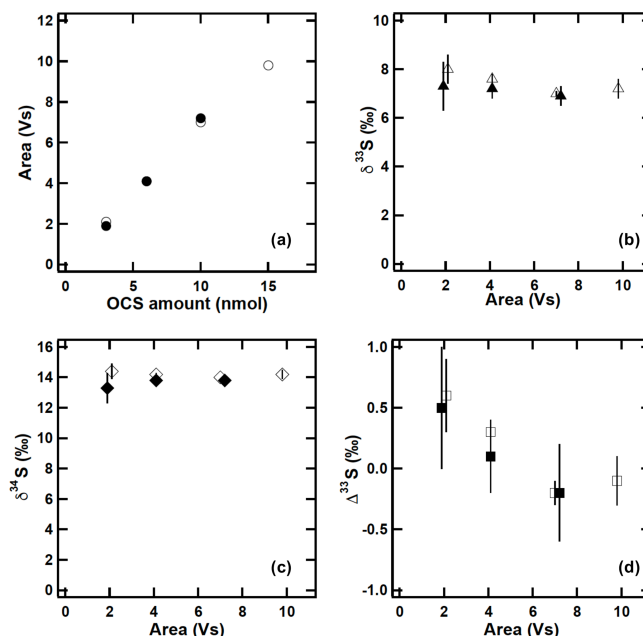 12
10
8
6
4
2
0
Area (Vs)
0 5 10 15
OCS amount (nmol)
(a)
10
8
6
4
2
0
δ 33S (‰)
0 2 4 6 8 10
Area (Vs)
(b)
16
14
12
10
8
6
4
2
0
δ34S (‰)
0 2 4 6 8 10
Area (Vs)
(c)
1.0
0.5
0.0
-0.5
-1.0
Δ33S (‰)
0 2 4 6 8 10
Area (Vs)
(d)